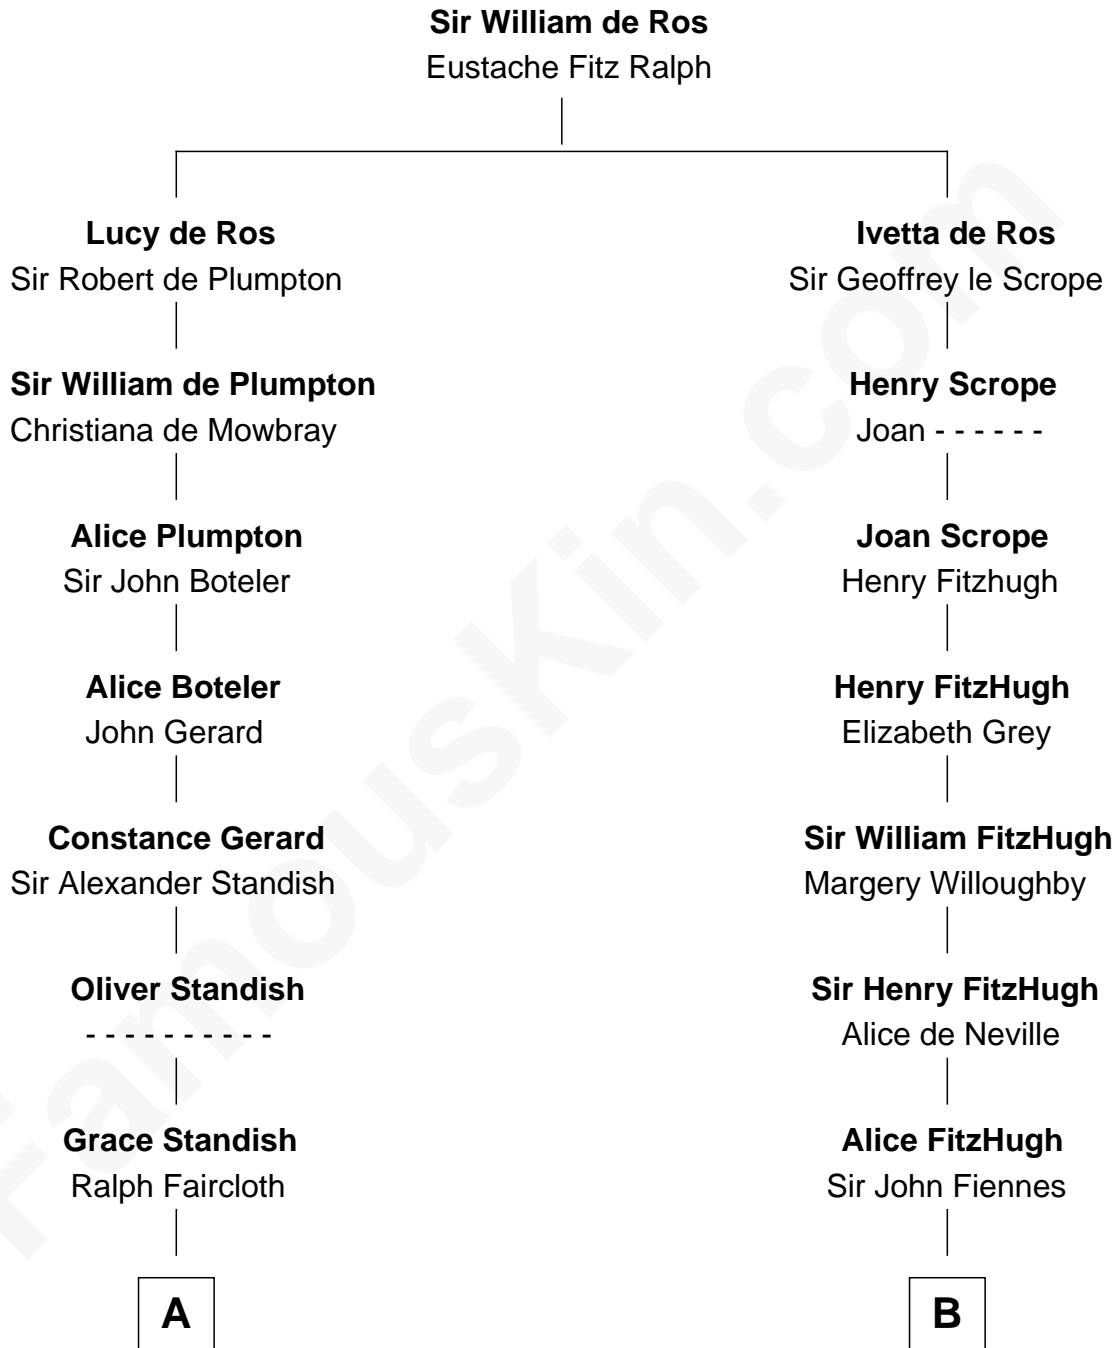 Sir William de Ros
Eustache Fitz Ralph
Lucy de Ros
Sir Robert de Plumpton
Ivetta de Ros
Sir Geoffrey le Scrope
Sir William de Plumpton
Christiana de Mowbray
Henry Scrope
Joan - - - - - -
Alice Plumpton
Sir John Boteler
Joan Scrope
Henry Fitzhugh
Alice Boteler
John Gerard
Henry FitzHugh
Elizabeth Grey
Constance Gerard
Sir Alexander Standish
Sir William FitzHugh
Margery Willoughby
Oliver Standish
- - - - - - - - - -
Sir Henry FitzHugh
Alice de Neville
Grace Standish
Ralph Faircloth
Alice FitzHugh
Sir John Fiennes
A
B
FamousKin.com